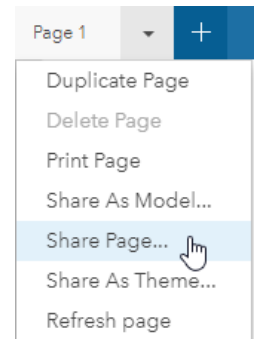 Page 1
Duplicate Page
Delete Page
Print Page
Share As Model...
Share Page...
Share As Theme...
Refresh page